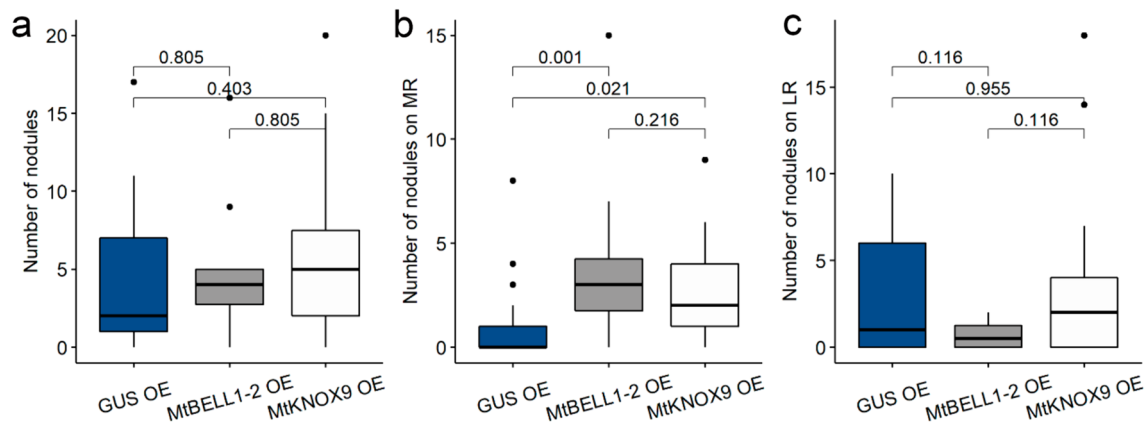 a
20
15
10
5
0
Number of nodules
0.805
0.403
0.805
GUS OE
MtBELL1-2 OE
MtKNOX9 OE
b
15
10
5
0
Number of nodules on MR
0.001
0.021
0.216
GUS OE
MtBELL1-2 OE
MtKNOX9 OE
c
15
10
5
0
Number of nodules on LR
0.116
0.955
0.116
GUS OE
MtBELL1-2 OE
MtKNOX9 OE